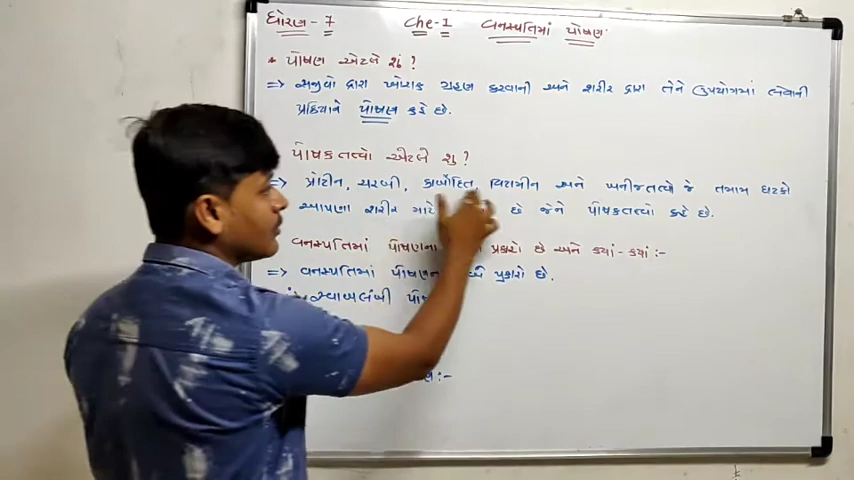 ધોરણ - 7 Che-1 વનસ્પતિમાં પોષણ
* પોષણ એટલે શું ?
=> સજીવો દ્વારા ખોરાક ગ્રહણ કરવાની અને શરીર દ્વારા તેને ઉપયોગમાં લેવાની
પ્રક્રિયાને પોષણ કહે છે.
પોષકતત્વો એટલે શુ ?
=> પ્રોટીન, ચરબી, કાર્બોદિત, વિટામીન અને ખનીજતત્વો જે તમામ ઘટકો
આપણા શરીર માટે છે જેને પોષકતત્વો કહે છે.
વનસ્પતિમાં પોષણના પ્રકારો છે અને કયાં-કયાં :-
=> વનસ્પતિમાં પોષણના બે પ્રકારો છે.
સ્વાવલંબી